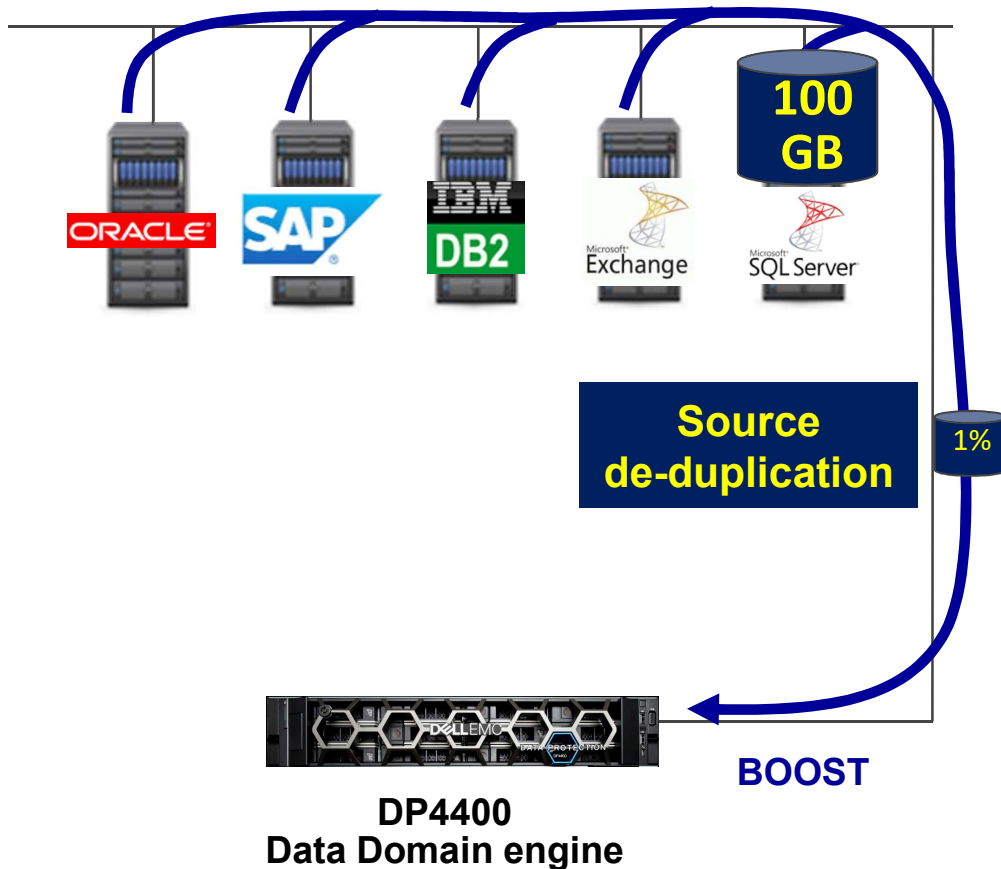 100
GB
ORACLE®
SAP®
IBM
DB2
Microsoft®
Exchange
Microsoft®
SQL Server
Source
de-duplication
1%
DELLEMC
DATA PROTECTION
DP4400
BOOST
DP4400
Data Domain engine